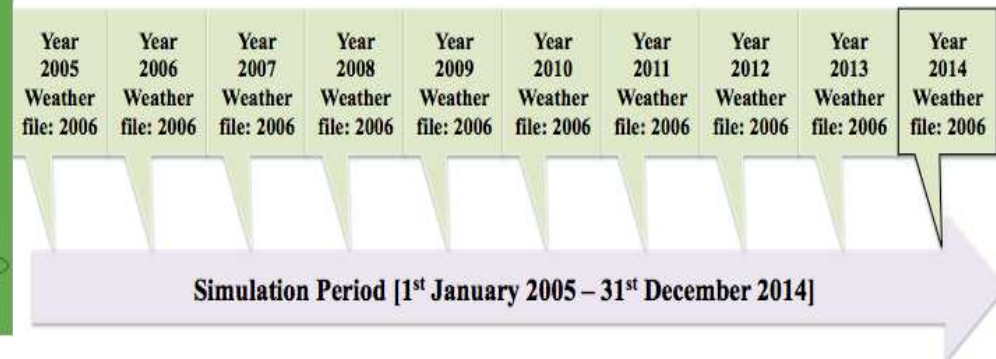 Year
2005
Weather
file: 2006
Year
2006
Weather
file: 2006
Year
2007
Weather
file: 2006
Year
2008
Weather
file: 2006
Year
2009
Weather
file: 2006
Year
2010
Weather
file: 2006
Year
2011
Weather
file: 2006
Year
2012
Weather
file: 2006
Year
2013
Weather
file: 2006
Year
2014
Weather
file: 2006
Simulation Period [1st January 2005 – 31st December 2014]